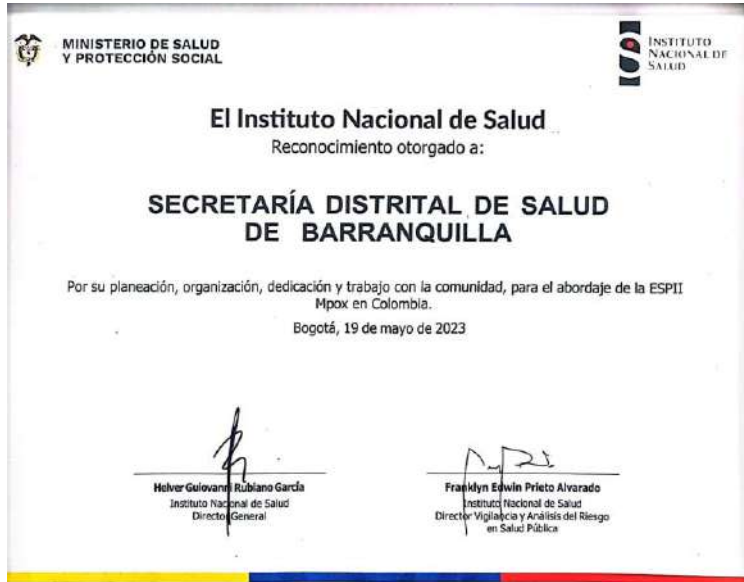 MINISTERIO DE SALUD
Y PROTECCIÓN SOCIAL
INSTITUTO
NACIONAL DE
SALUD
El Instituto Nacional de Salud
Reconocimiento otorgado a:
SECRETARÍA DISTRITAL DE SALUD
DE BARRANQUILLA
Por su planeación, organización, dedicación y trabajo con la comunidad, para el abordaje de la ESPII
Mpox en Colombia.
Bogotá, 19 de mayo de 2023
Helver Guiovanni Rubiano García
Instituto Nacional de Salud
Director General
Franklyn Edwin Prieto Alvarado
Instituto Nacional de Salud
Director Vigilancia y Análisis del Riesgo
en Salud Pública